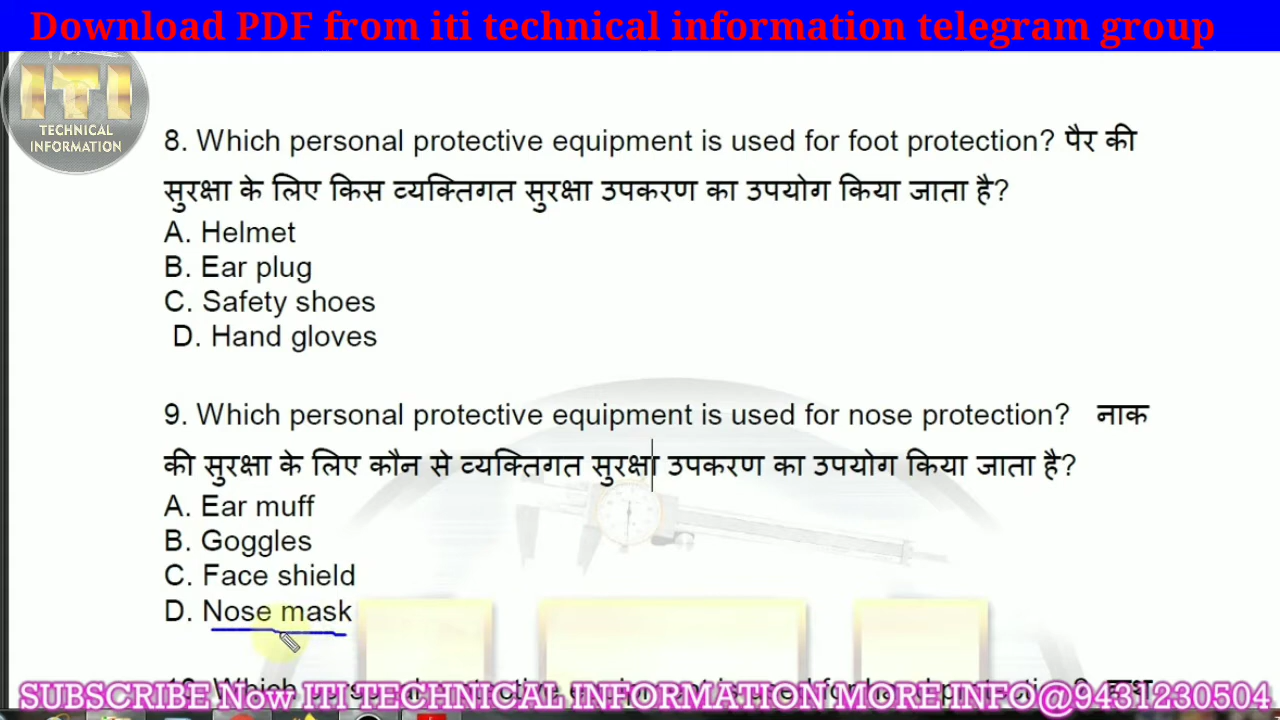 Download PDF from iti technical information telegram group
ITI
TECHNICAL
INFORMATION
8. Which personal protective equipment is used for foot protection? पैर की
सुरक्षा के लिए किस व्यक्तिगत सुरक्षा उपकरण का उपयोग किया जाता है?
A. Helmet
B. Ear plug
C. Safety shoes
D. Hand gloves
9. Which personal protective equipment is used for nose protection? नाक
की सुरक्षा के लिए कौन से व्यक्तिगत सुरक्षा उपकरण का उपयोग किया जाता है?
A. Ear muff
B. Goggles
C. Face shield
D. Nose mask
SUBSCRIBE Now ITI TECHNICAL INFORMATION MORE INFO@9431230504